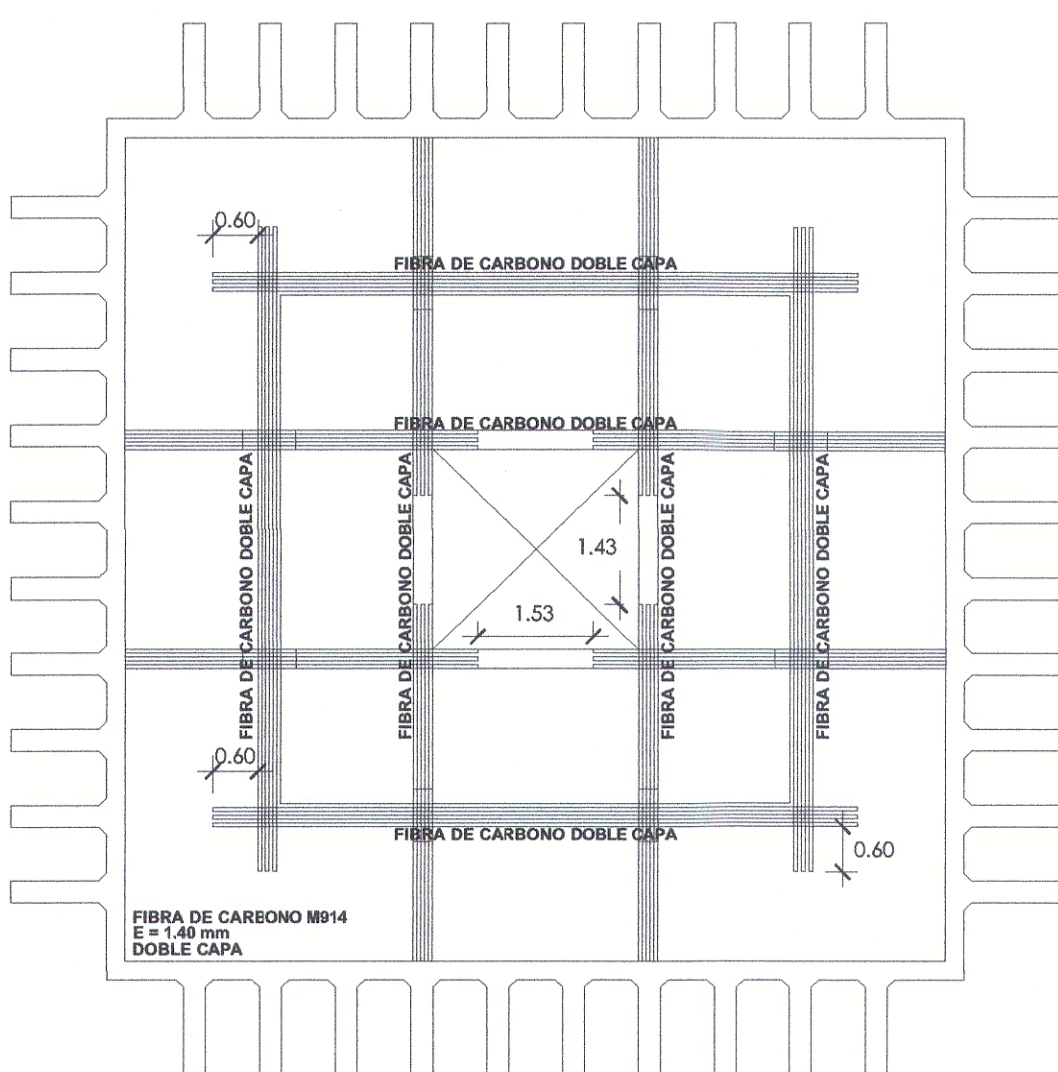 0.60
FIBRA DE CARBONO DOBLE CAPA
FIBRA DE CARBONO DOBLE CAPA
FIBRA DE CARBONO DOBLE CAPA
FIBRA DE CARBONO DOBLE CAPA
FIBRA DE CARBONO DOBLE CAPA
FIBRA DE CARBONO DOBLE CAPA
1.43
1.53
0.60
FIBRA DE CARBONO DOBLE CAPA
0.60
FIBRA DE CARBONO M914
E = 1.40 mm
DOBLE CAPA